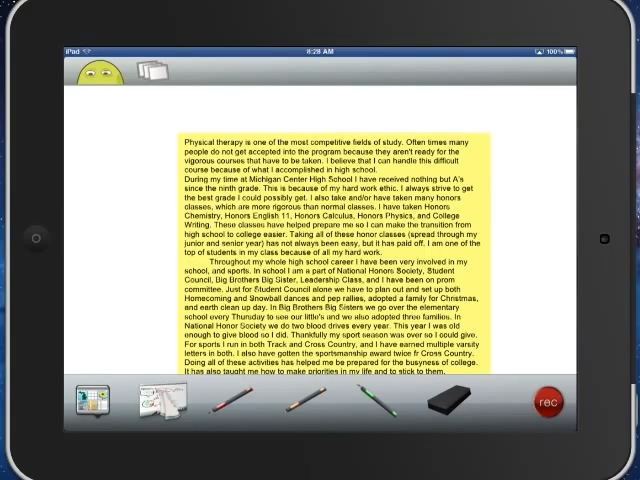 iPad 8:28 AM 100%
Physical therapy is one of the most competitive fields of study. Often times many
people do not get accepted into the program because they aren't ready for the
vigorous courses that have to be taken. I believe that I can handle this difficult
course because of what I accomplished in high school.
During my time at Michigan Center High School I have received nothing but A's
since the ninth grade. This is because of my hard work ethic. I always strive to get
the best grade I could possibly get. I also take and/or have taken many honors
classes, which are more rigorous than normal classes. I have taken Honors
Chemistry, Honors English 11, Honors Calculus, Honors Physics, and College
Writing. These classes have helped prepare me so I can make the transition from
high school to college easier. Taking all of these honor classes (spread through my
junior and senior year) has not always been easy, but it has paid off. I am one of the
top of students in my class because of all my hard work.
Throughout my whole high school career I have been very involved in my
school, and sports. In school I am a part of National Honors Society, Student
Council, Big Brothers Big Sister, Leadership Class, and I have been on prom
committee. Just for Student Council alone we have to plan out and set up both
Homecoming and Snowball dances and pep rallies, adopted a family for Christmas,
and earth clean up day. In Big Brothers Big Sisters we go over the elementary
school every Thursday to see our little's and we also adopted three families. In
National Honor Society we do two blood drives every year. This year I was old
enough to give blood so I did. Thankfully my sport season was over so I could give.
For sports I run in both Track and Cross Country, and I have earned multiple varsity
letters in both. I also have gotten the sportsmanship award twice fr Cross Country.
Doing all of these activities has helped me be prepared for the busyness of college.
It has also taught me how to make priorities in my life and to stick to them.
rec